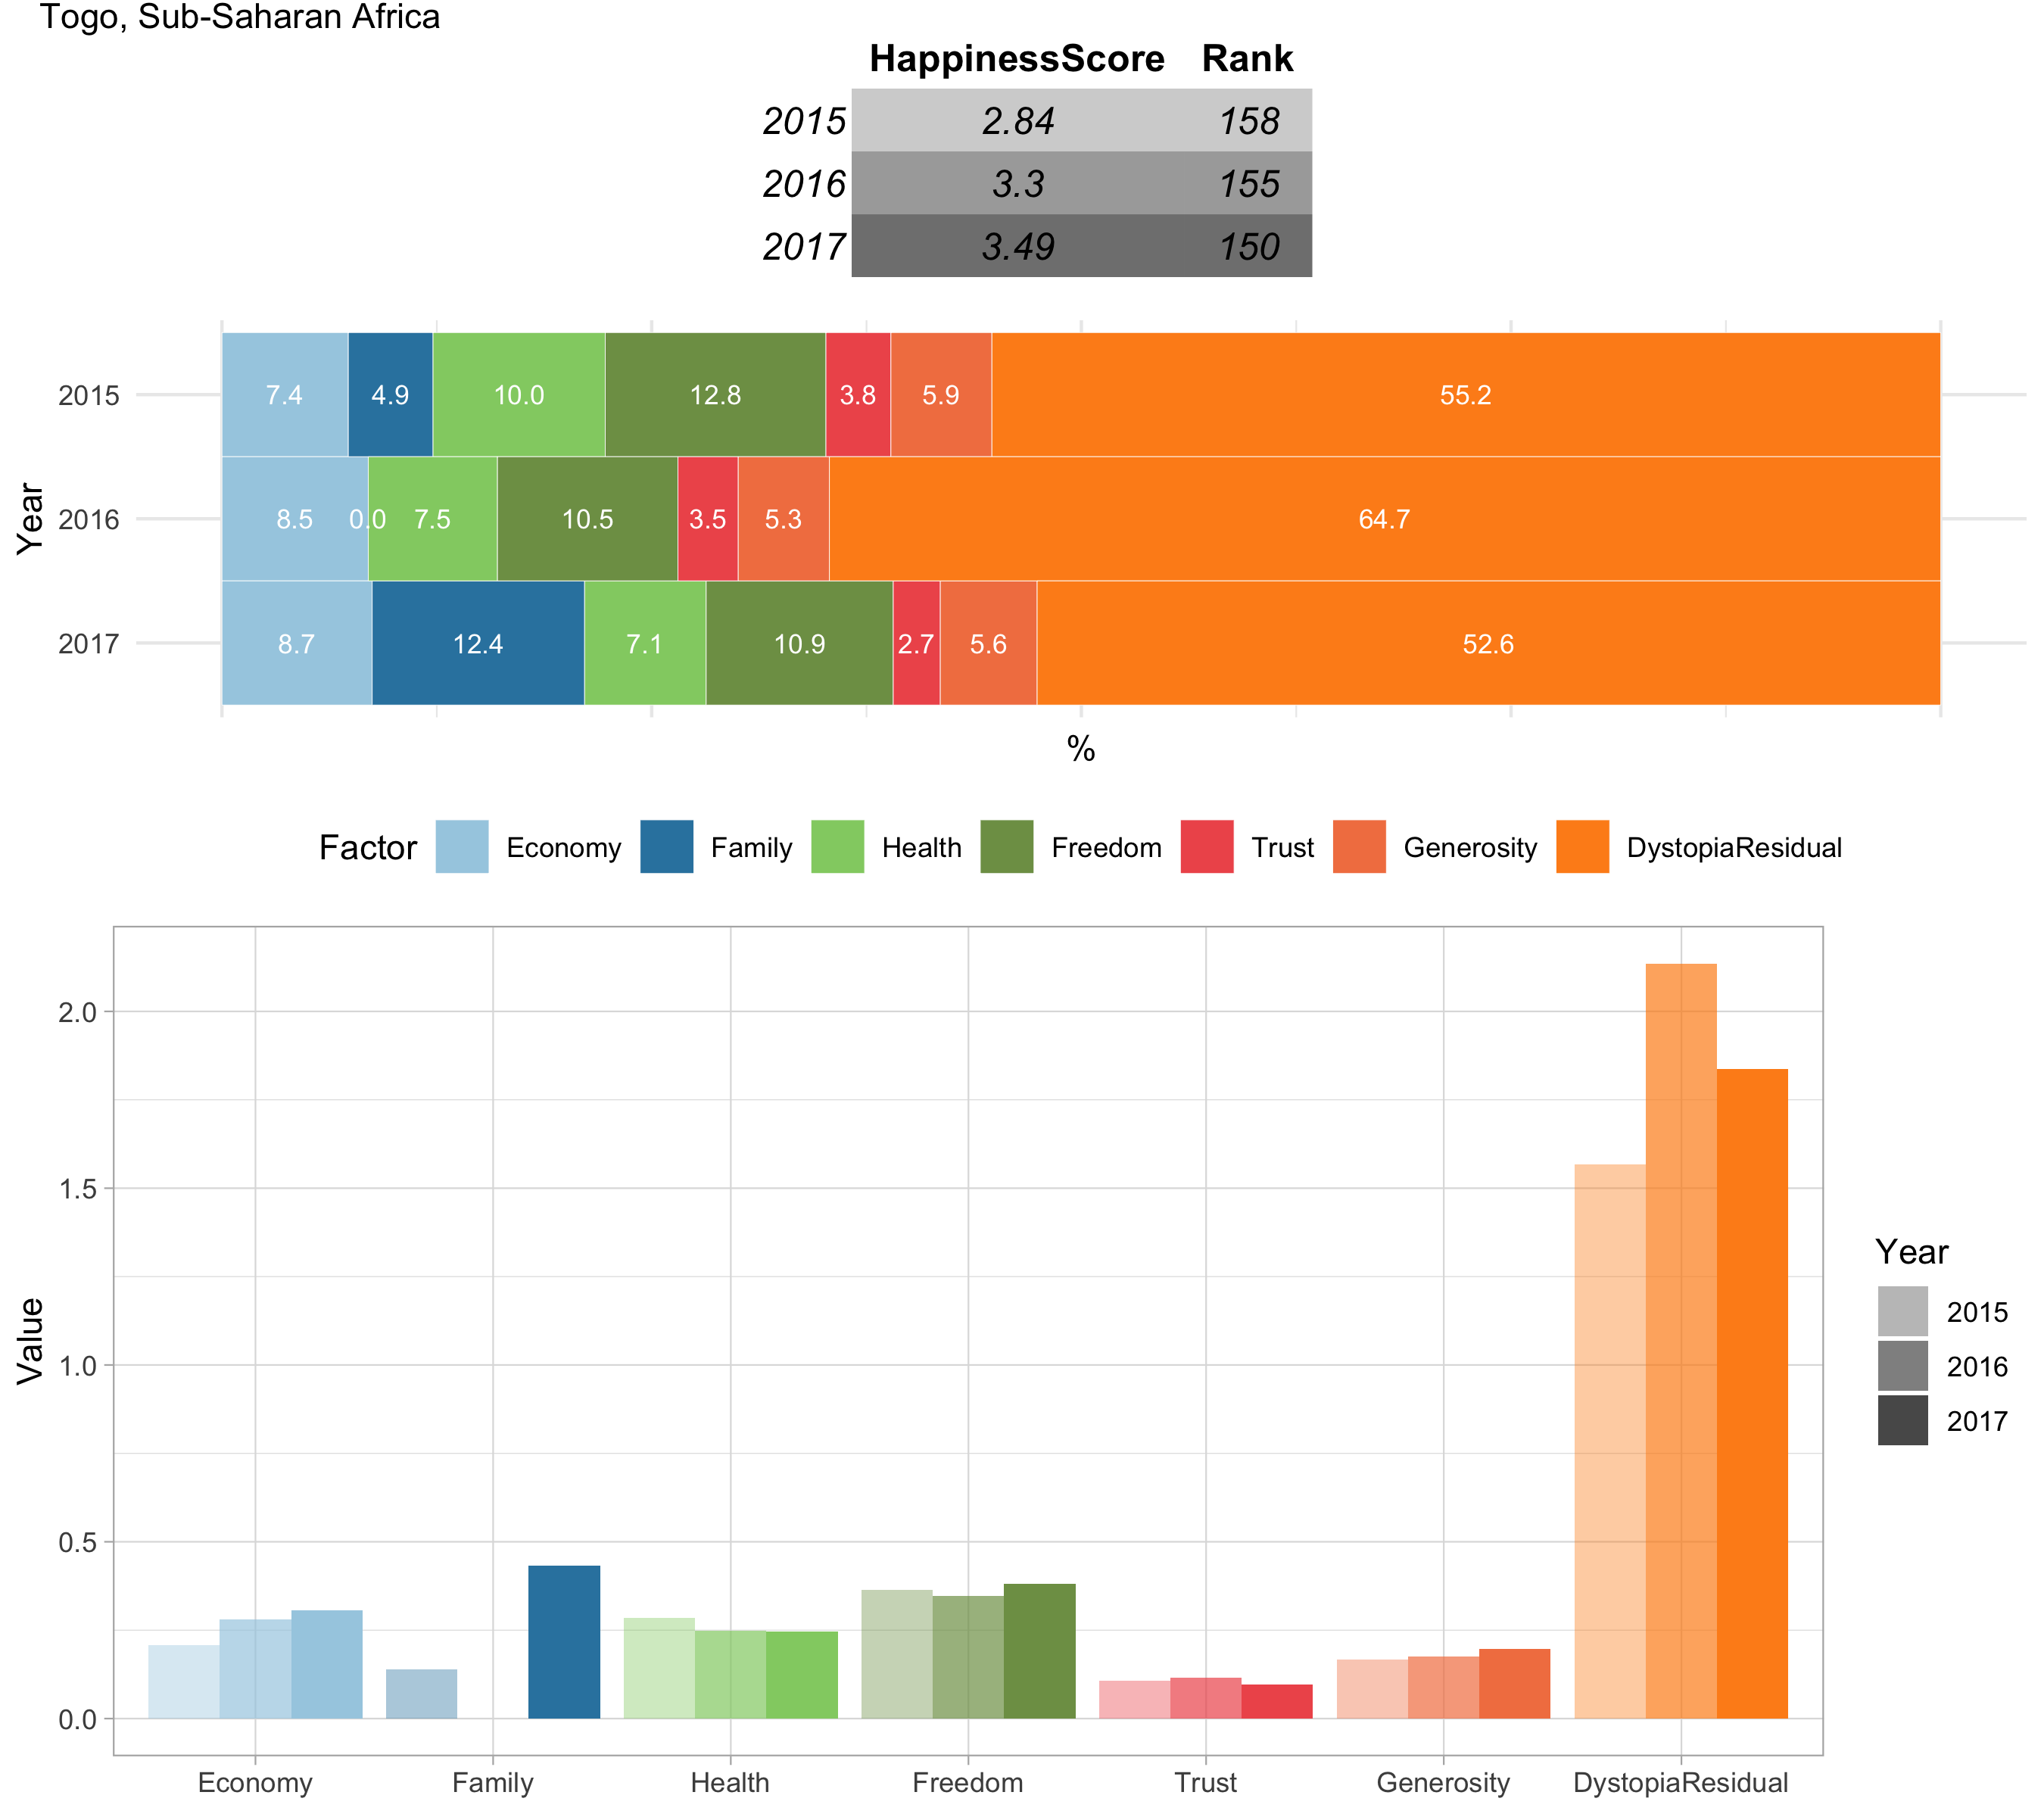 Togo, Sub-Saharan Africa
HappinessScore Rank
2015 2.84 158
2016 3.3 155
2017 3.49 150
Year
2015 7.4 4.9 10.0 12.8 3.8 5.9 55.2
2016 8.5 0.0 7.5 10.5 3.5 5.3 64.7
2017 8.7 12.4 7.1 10.9 2.7 5.6 52.6
%
Factor Economy Family Health Freedom Trust Generosity DystopiaResidual
Value
2.0
1.5
1.0
0.5
0.0
Economy Family Health Freedom Trust Generosity DystopiaResidual
Year
2015
2016
2017